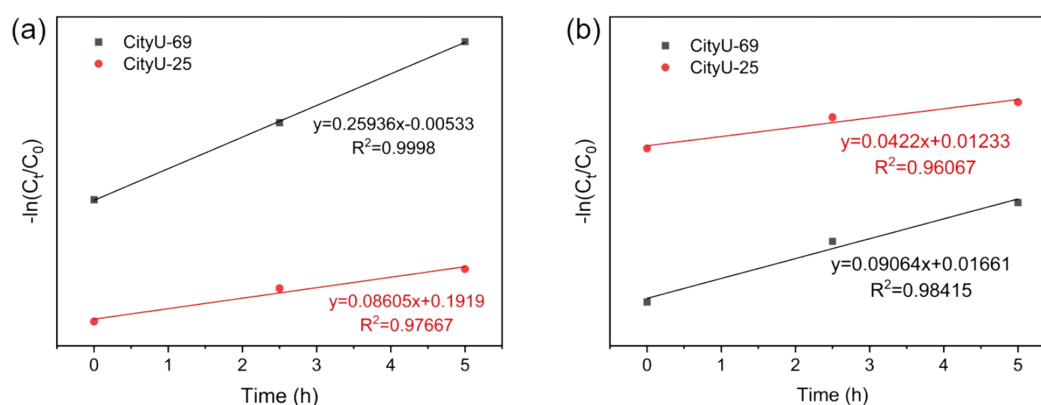 (a)
CityU-69
CityU-25
y=0.25936x-0.00533
R²=0.9998
y=0.08605x+0.1919
R²=0.97667
-ln(Cₜ/C₀)
0 1 2 3 4 5
Time (h)
(b)
CityU-69
CityU-25
y=0.0422x+0.01233
R²=0.96067
y=0.09064x+0.01661
R²=0.98415
-ln(Cₜ/C₀)
0 1 2 3 4 5
Time (h)